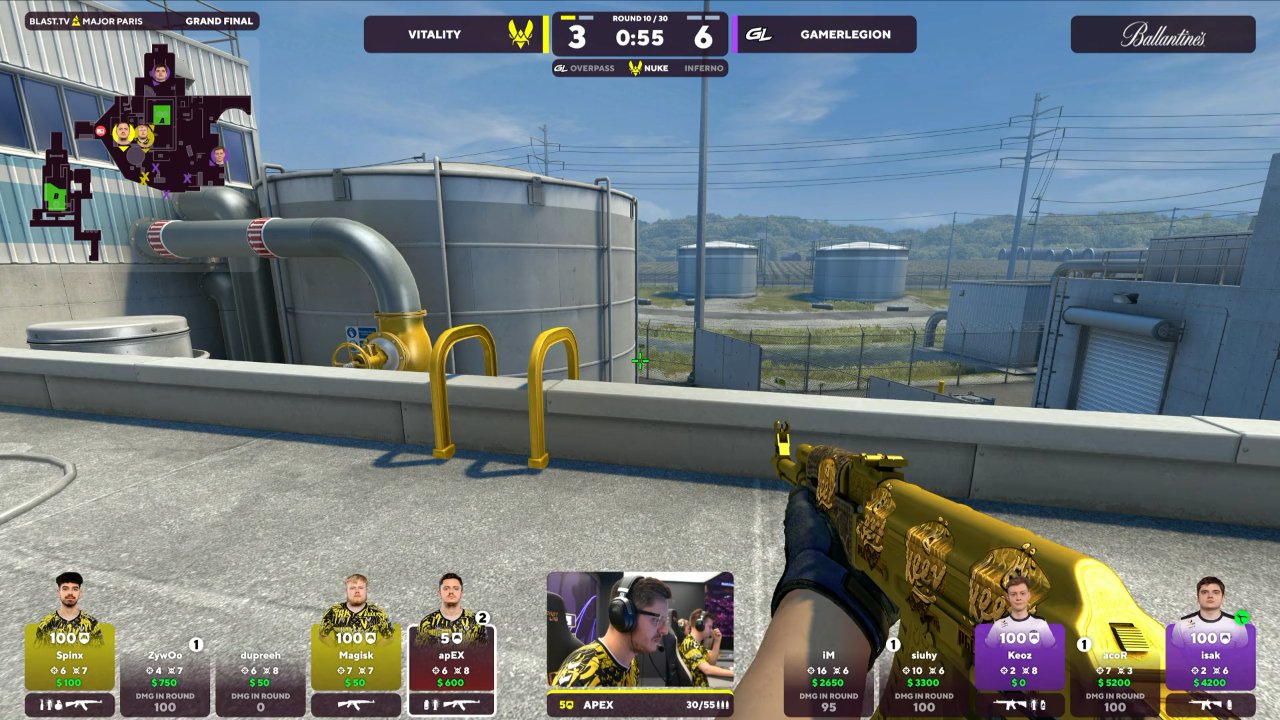 BLAST.TV MAJOR PARIS GRAND FINAL
VITALITY 3 ROUND 10 / 30 0:55 6 GL GAMERLEGION
Ballantine's
GL OVERPASS NUKE INFERNO
100 Spinx 6 7 $100
1 ZywOo 4 7 $750 DMG IN ROUND 100
dupreeh 6 8 $50 DMG IN ROUND 0
100 Magisk 7 7 $50
2 5 apEX 6 8 $600
5 APEX 30/55
iM 16 6 $2650 DMG IN ROUND 95
1 siuhy 10 6 $3300 DMG IN ROUND 100
100 Keoz 2 8 $0
1 acoR 7 3 $5200 DMG IN ROUND 100
100 isak 2 6 $4200